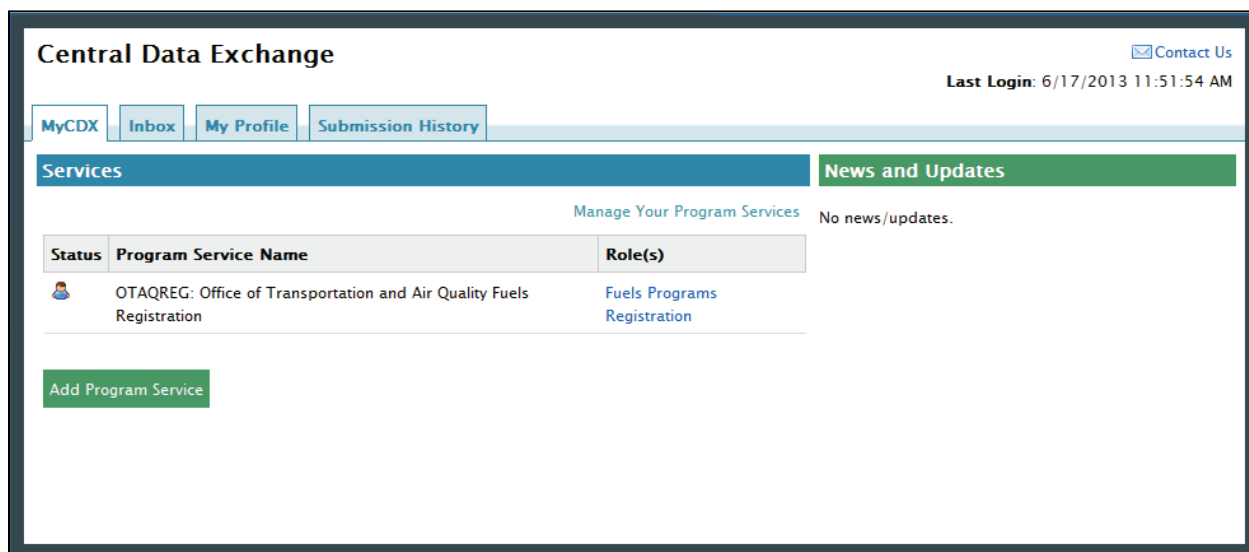 Central Data Exchange
Contact Us
Last Login: 6/17/2013 11:51:54 AM
MyCDX Inbox My Profile Submission History
Services
News and Updates
Manage Your Program Services
No news/updates.
Status Program Service Name Role(s)
OTAQREG: Office of Transportation and Air Quality Fuels
Registration
Fuels Programs
Registration
Add Program Service